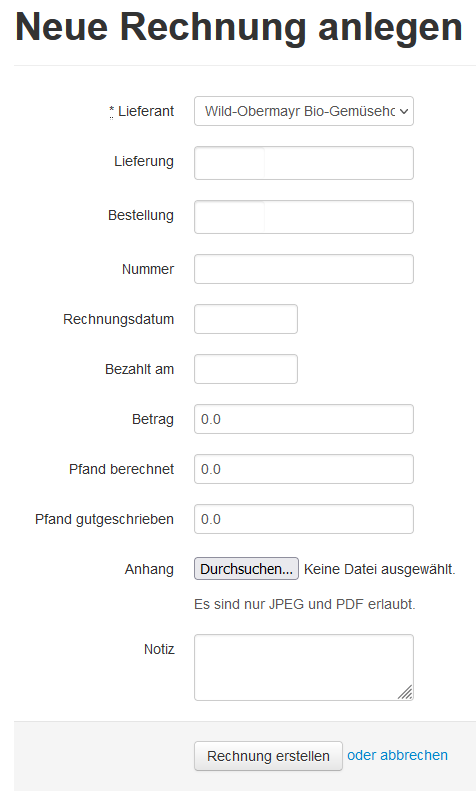 Neue Rechnung anlegen
* Lieferant Wild-Obermayr Bio-Gemüseho
Lieferung
Bestellung
Nummer
Rechnungsdatum
Bezahlt am
Betrag 0.0
Pfand berechnet 0.0
Pfand gutgeschrieben 0.0
Anhang Durchsuchen... Keine Datei ausgewählt.
Es sind nur JPEG und PDF erlaubt.
Notiz
Rechnung erstellen oder abbrechen